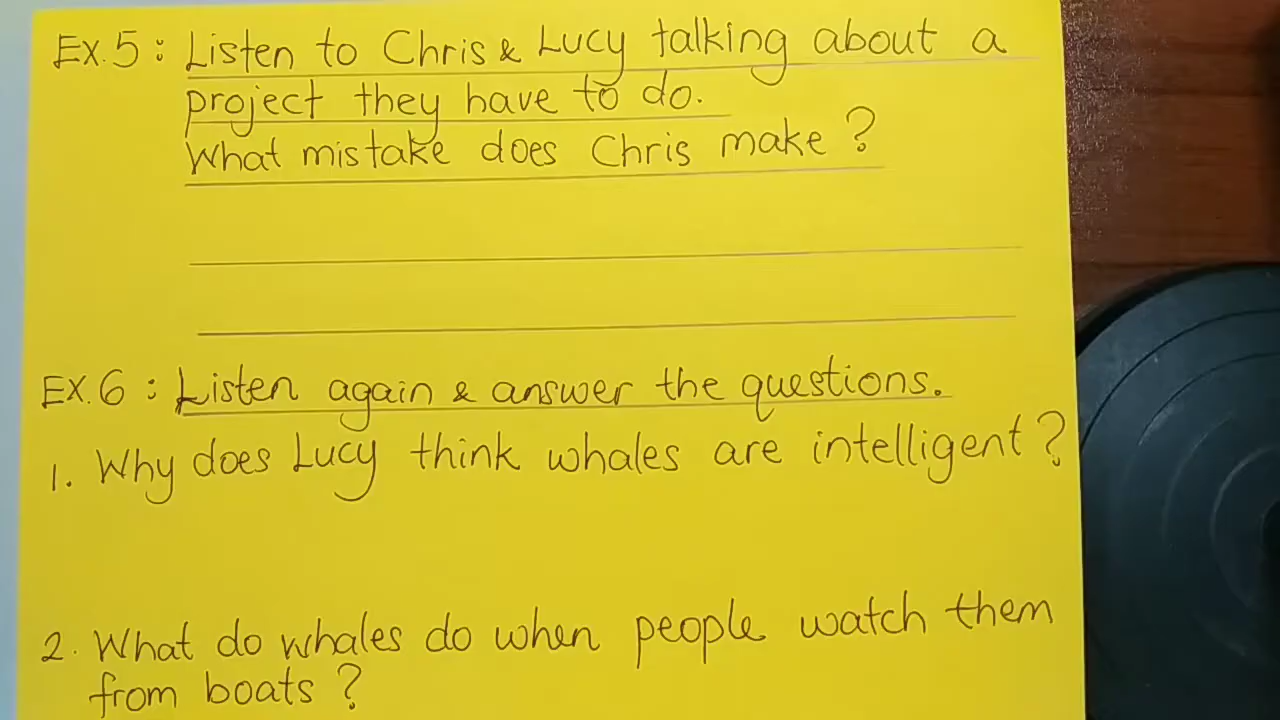 Ex.5: Listen to Chris & Lucy talking about a
project they have to do.
What mistake does Chris make?
Ex.6: Listen again & answer the questions.
1. Why does Lucy think whales are intelligent?
2. What do whales do when people watch them
from boats?